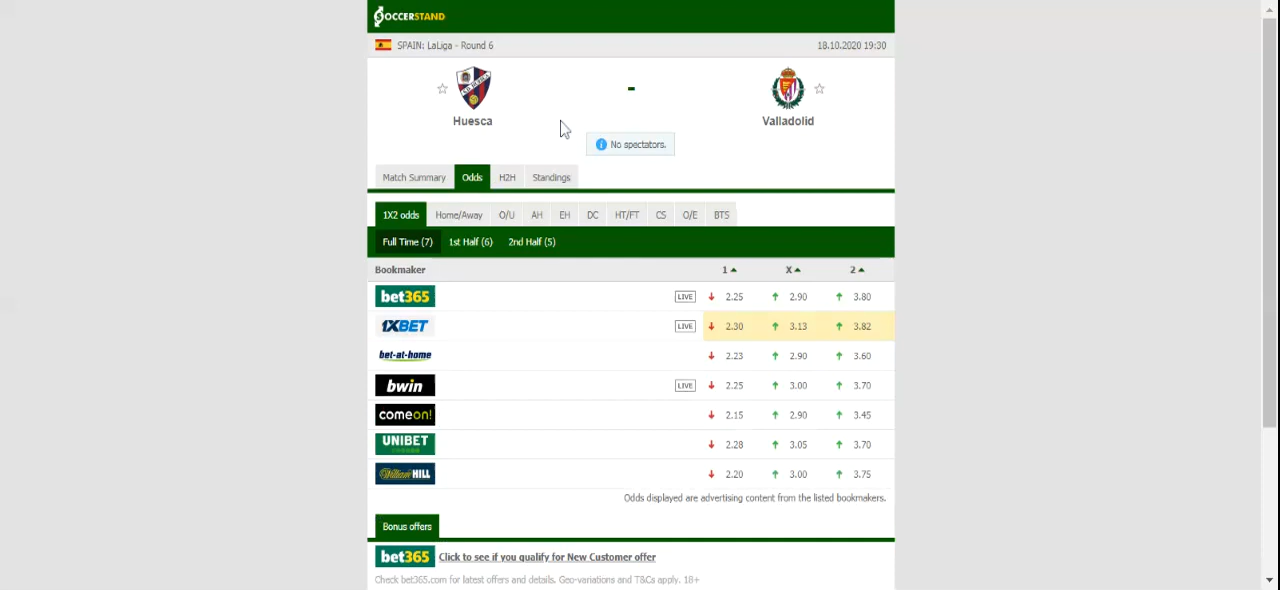 SOCCERSTAND
SPAIN: LaLiga - Round 6 18.10.2020 19:30
Huesca - Valladolid
No spectators.
Match Summary Odds H2H Standings
1X2 odds Home/Away O/U AH EH DC HT/FT CS O/E BTS
Full Time (7) 1st Half (6) 2nd Half (5)
Bookmaker 1 X 2
bet365 LIVE 2.25 2.90 3.80
1XBET LIVE 2.30 3.13 3.82
bet-at-home 2.23 2.90 3.60
bwin LIVE 2.25 3.00 3.70
comeon! 2.15 2.90 3.45
UNIBET 2.28 3.05 3.70
William HILL 2.20 3.00 3.75
Odds displayed are advertising content from the listed bookmakers.
Bonus offers
bet365 Click to see if you qualify for New Customer offer
Check bet365.com for latest offers and details. Geo-variations and T&Cs apply. 18+